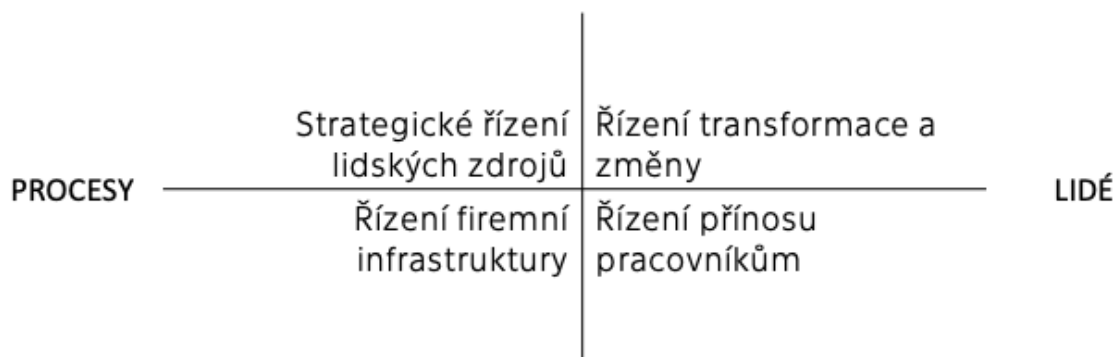 Strategické řízení
lidských zdrojů
Řízení transformace a
změny
PROCESY
LIDÉ
Řízení firemní
infrastruktury
Řízení přínosu
pracovníkům